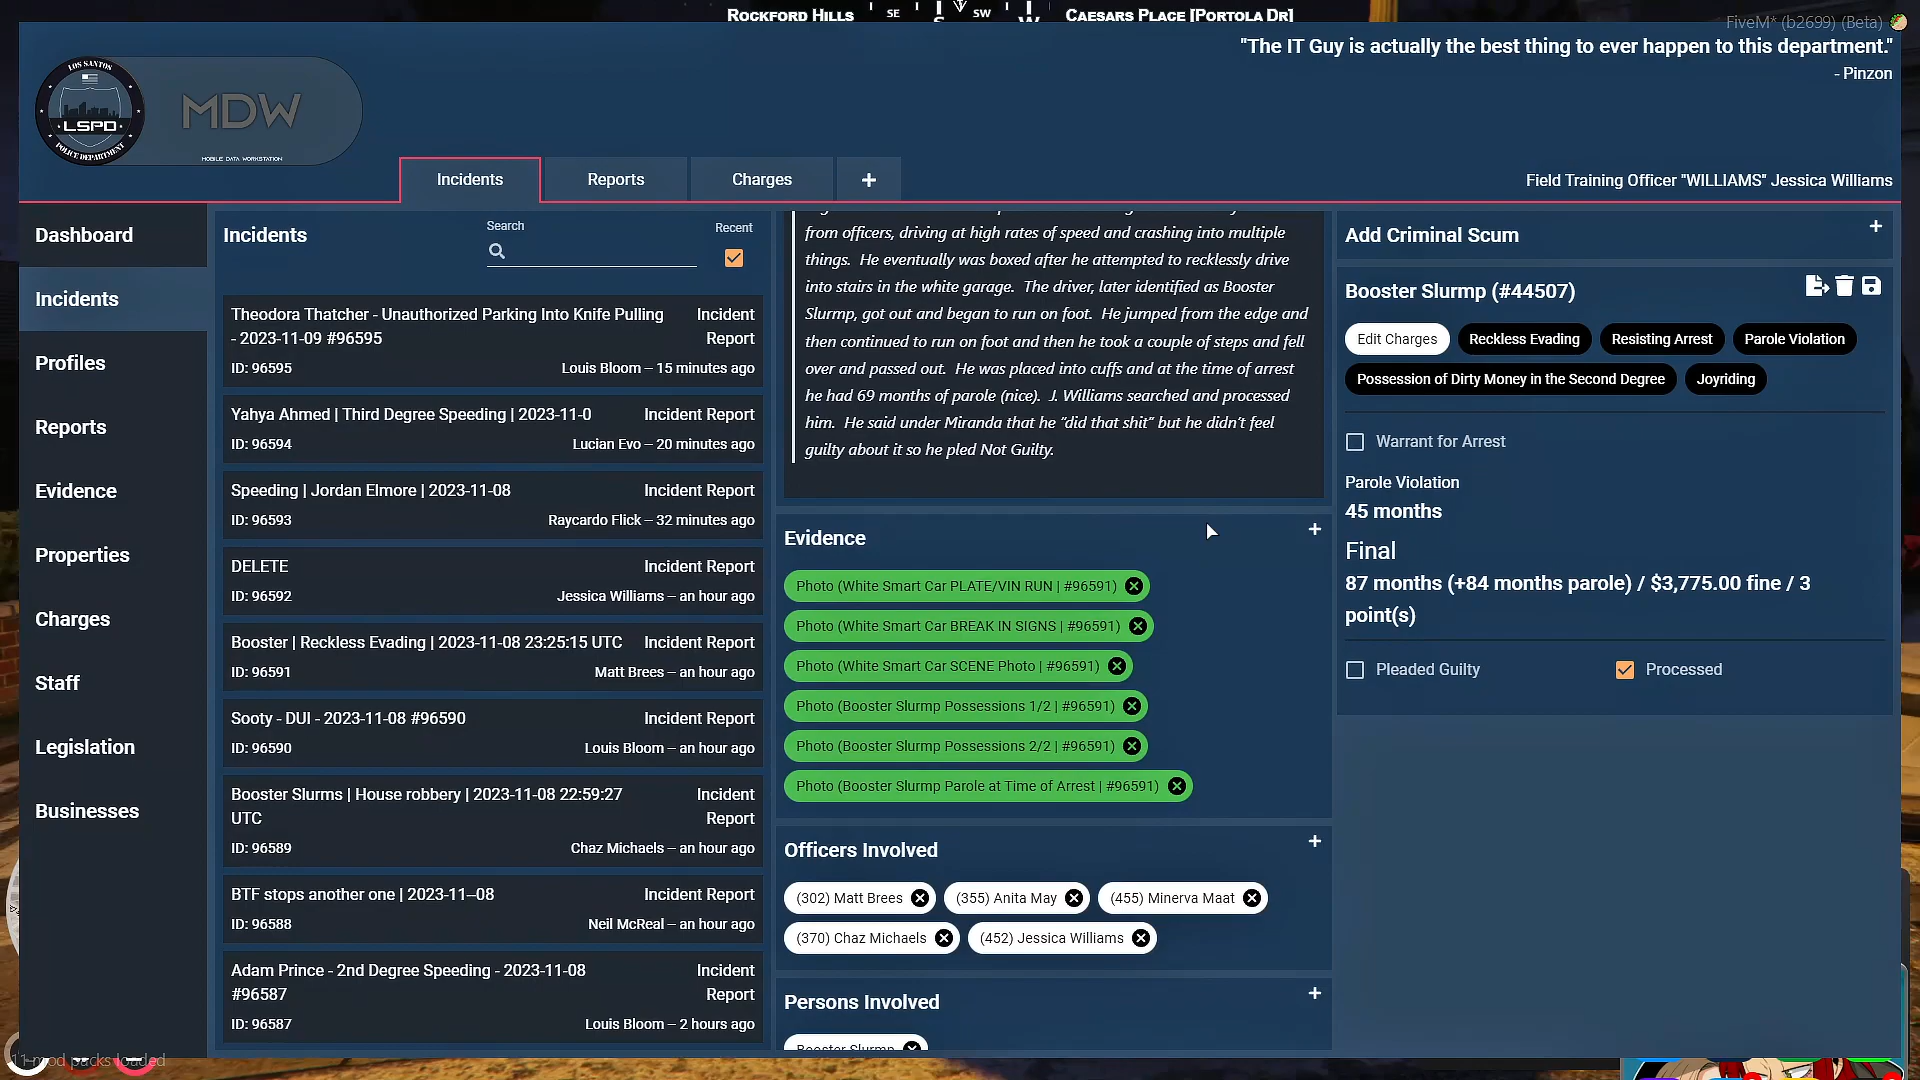 ROCKFORD HILLS
SE
S
SW
W
CAESARS PLACE [PORTOLA DR]
FiveM* (b2699) (Beta)
"The IT Guy is actually the best thing to ever happen to this department."
- Pinzon
LOS SANTOS
LSPD
POLICE DEPARTMENT
MDW
MOBILE DATA WORKSTATION
Incidents
Reports
Charges
+
Field Training Officer "WILLIAMS" Jessica Williams
Dashboard
Incidents
Profiles
Reports
Evidence
Properties
Charges
Staff
Legislation
Businesses
Incidents
Search
Recent
Theodora Thatcher - Unauthorized Parking Into Knife Pulling
- 2023-11-09 #96595
Incident
Report
ID: 96595
Louis Bloom – 15 minutes ago
Yahya Ahmed | Third Degree Speeding | 2023-11-0
Incident Report
ID: 96594
Lucian Evo – 20 minutes ago
Speeding | Jordan Elmore | 2023-11-08
Incident Report
ID: 96593
Raycardo Flick – 32 minutes ago
DELETE
Incident Report
ID: 96592
Jessica Williams – an hour ago
Booster | Reckless Evading | 2023-11-08 23:25:15 UTC
Incident Report
ID: 96591
Matt Brees – an hour ago
Sooty - DUI - 2023-11-08 #96590
Incident Report
ID: 96590
Louis Bloom – an hour ago
Booster Slurms | House robbery | 2023-11-08 22:59:27
UTC
Incident
Report
ID: 96589
Chaz Michaels – an hour ago
BTF stops another one | 2023-11--08
Incident Report
ID: 96588
Neil McReal – an hour ago
Adam Prince - 2nd Degree Speeding - 2023-11-08
#96587
Incident
Report
ID: 96587
Louis Bloom – 2 hours ago
from officers, driving at high rates of speed and crashing into multiple
things. He eventually was boxed after he attempted to recklessly drive
into stairs in the white garage. The driver, later identified as Booster
Slurmp, got out and began to run on foot. He jumped from the edge and
then continued to run on foot and then he took a couple of steps and fell
over and passed out. He was placed into cuffs and at the time of arrest
he had 69 months of parole (nice). J. Williams searched and processed
him. He said under Miranda that he “did that shit” but he didn’t feel
guilty about it so he pled Not Guilty.
Evidence
+
Photo (White Smart Car PLATE/VIN RUN | #96591)
Photo (White Smart Car BREAK IN SIGNS | #96591)
Photo (White Smart Car SCENE Photo | #96591)
Photo (Booster Slurmp Possessions 1/2 | #96591)
Photo (Booster Slurmp Possessions 2/2 | #96591)
Photo (Booster Slurmp Parole at Time of Arrest | #96591)
Officers Involved
+
(302) Matt Brees
(355) Anita May
(455) Minerva Maat
(370) Chaz Michaels
(452) Jessica Williams
Persons Involved
+
Booster Slurmp
Add Criminal Scum
+
Booster Slurmp (#44507)
Edit Charges
Reckless Evading
Resisting Arrest
Parole Violation
Possession of Dirty Money in the Second Degree
Joyriding
Warrant for Arrest
Parole Violation
45 months
Final
87 months (+84 months parole) / $3,775.00 fine / 3
point(s)
Pleaded Guilty
Processed
11 mod packs loaded